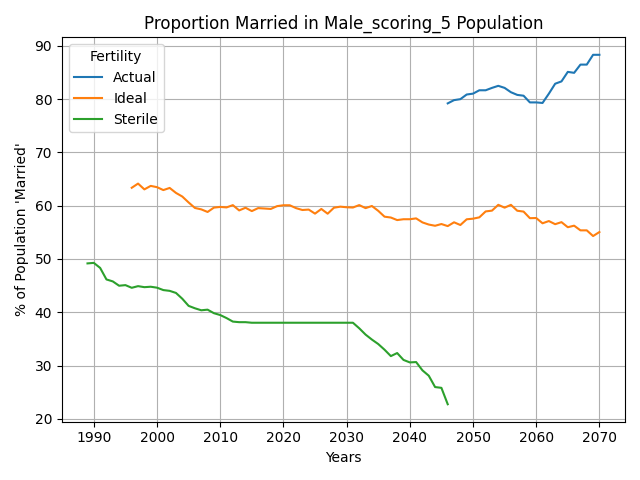 Proportion Married in Male_scoring_5 Population
% of Population 'Married'
90
80
70
60
50
40
30
20
Fertility
Actual
Ideal
Sterile
1990 2000 2010 2020 2030 2040 2050 2060 2070
Years